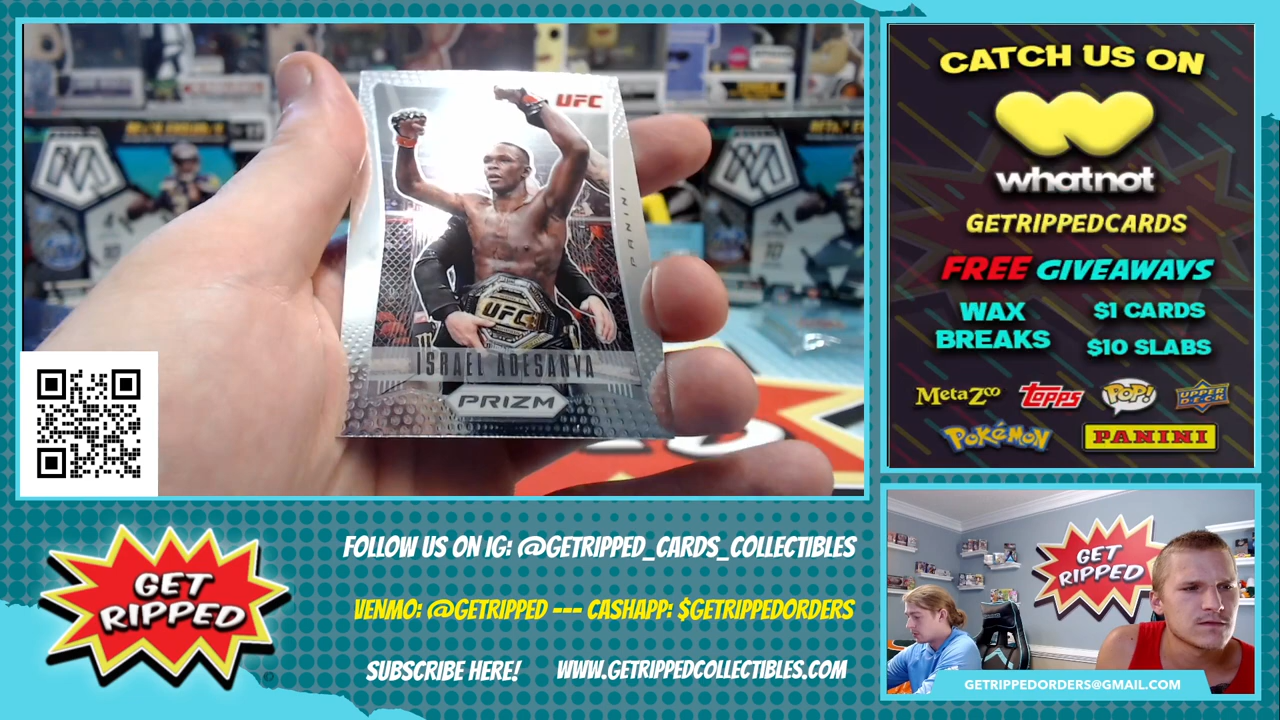 UFC
PANINI
UFC
ISRAEL ADESANYA
PRIZM
CATCH US ON
whatnot
GETRIPPEDCARDS
FREE GIVEAWAYS
WAX
BREAKS
$1 CARDS
$10 SLABS
MetaZoo
topps
POP!
UPPER
DECK
POKéMON
PANINI
GET
RIPPED
FOLLOW US ON IG: @GETRIPPED_CARDS_COLLECTIBLES
VENMO: @GETRIPPED --- CASHAPP: $GETRIPPEDORDERS
SUBSCRIBE HERE!
WWW.GETRIPPEDCOLLECTIBLES.COM
GET
RIPPED
GETRIPPEDORDERS@GMAIL.COM